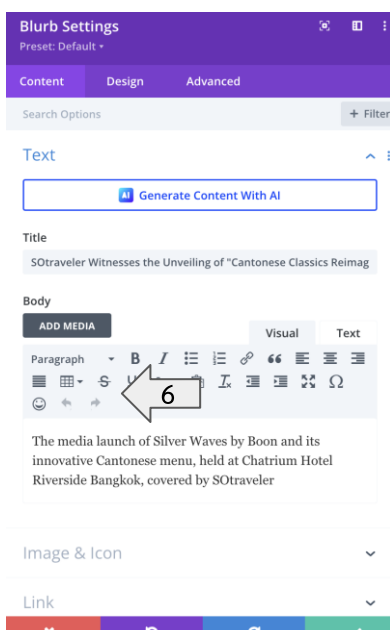 Blurb Settings
Preset: Default
Content Design Advanced
Search Options + Filter
Text
AI Generate Content With AI
Title
SOtraveler Witnesses the Unveiling of "Cantonese Classics Reimag
Body
ADD MEDIA
Visual Text
Paragraph B I
S U
6
The media launch of Silver Waves by Boon and its
innovative Cantonese menu, held at Chatrium Hotel
Riverside Bangkok, covered by SOtraveler
Image & Icon
Link